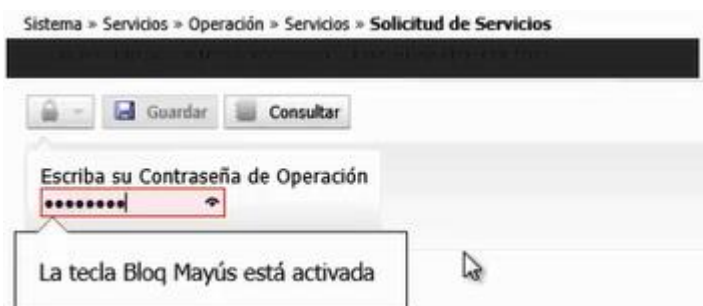 Sistema » Servicios » Operación » Servicios » Solicitud de Servicios
Guardar
Consultar
Escriba su Contraseña de Operación
••••••••
La tecla Bloq Mayús está activada